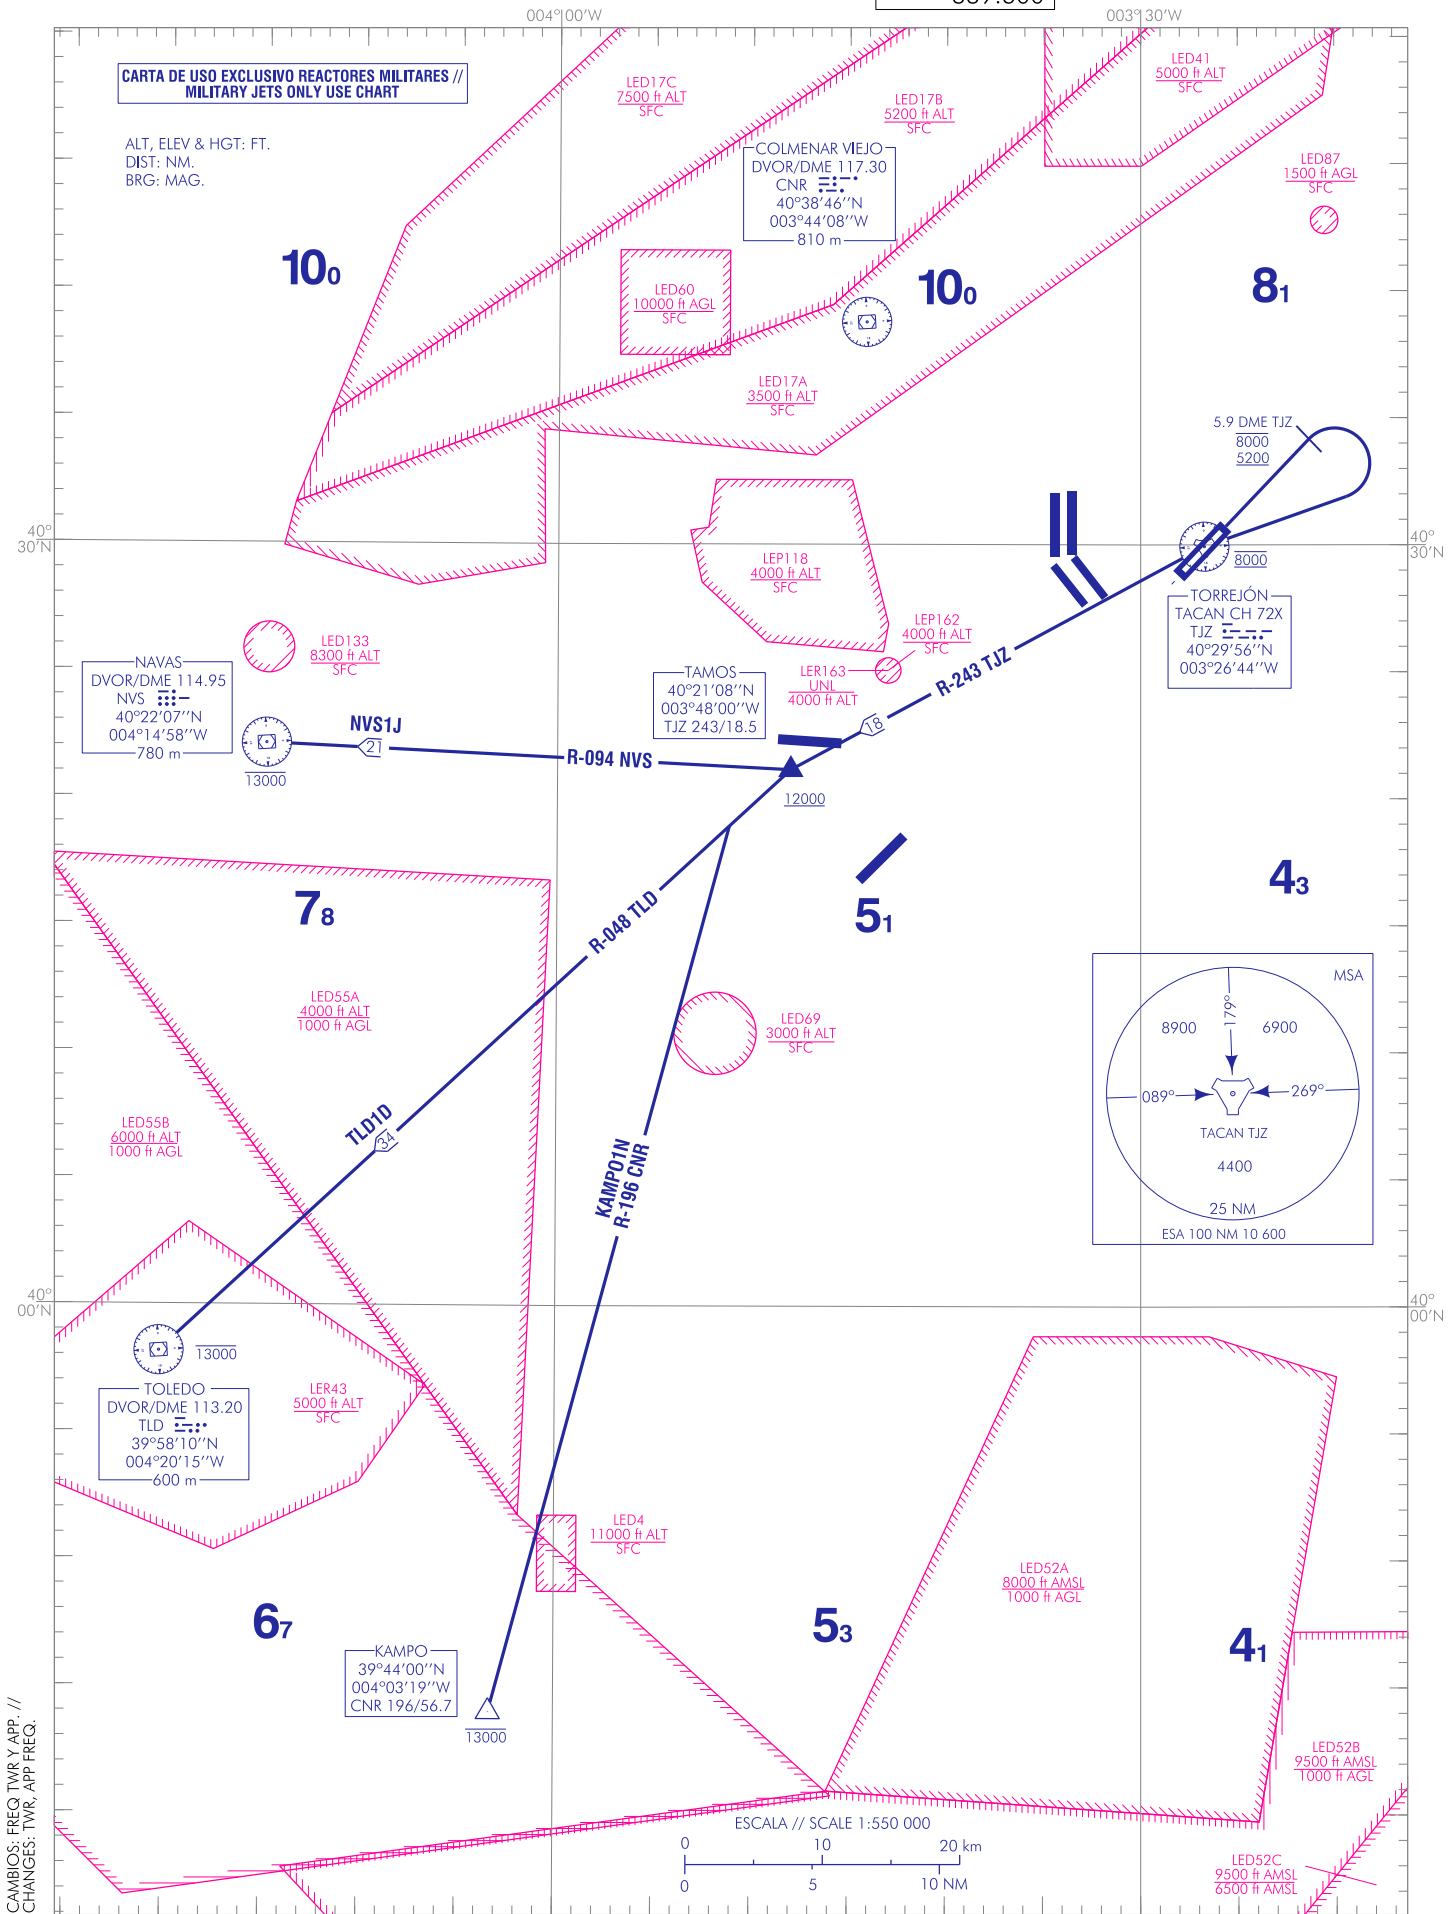 004°00'W
003°30'W
CARTA DE USO EXCLUSIVO REACTORES MILITARES //
MILITARY JETS ONLY USE CHART
ALT, ELEV & HGT: FT.
DIST: NM.
BRG: MAG.
LED17C
7500 ft ALT
SFC
LED17B
5200 ft ALT
SFC
LED41
5000 ft ALT
SFC
LED87
1500 ft AGL
SFC
COLMENAR VIEJO
DVOR/DME 117.30
CNR
40°38'46''N
003°44'08''W
810 m
10₀
10₀
8₁
LED60
10000 ft AGL
SFC
LED17A
3500 ft ALT
SFC
5.9 DME TJZ
8000
5200
40°
30'N
40°
30'N
LEP118
4000 ft ALT
SFC
8000
TORREJÓN
TACAN CH 72X
TJZ
40°29'56''N
003°26'44''W
LED133
8300 ft ALT
SFC
LEP162
4000 ft ALT
SFC
LER163
UNL
4000 ft ALT
R-243 TJZ
18
NAVAS
DVOR/DME 114.95
NVS
40°22'07''N
004°14'58''W
780 m
13000
TAMOS
40°21'08''N
003°48'00''W
TJZ 243/18.5
NVS1J
21
R-094 NVS
12000
7₈
5₁
4₃
R-048 TLD
LED55A
4000 ft ALT
1000 ft AGL
LED69
3000 ft ALT
SFC
MSA
179°
8900
6900
089°
269°
TACAN TJZ
4400
25 NM
ESA 100 NM 10 600
LED55B
6000 ft ALT
1000 ft AGL
TLD1D
34
KAMPO1N
R-196 CNR
40°
00'N
40°
00'N
13000
TOLEDO
DVOR/DME 113.20
TLD
39°58'10''N
004°20'15''W
600 m
LER43
5000 ft ALT
SFC
LED4
11000 ft ALT
SFC
LED52A
8000 ft AMSL
1000 ft AGL
6₇
5₃
4₁
KAMPO
39°44'00''N
004°03'19''W
CNR 196/56.7
13000
LED52B
9500 ft AMSL
1000 ft AGL
LED52C
9500 ft AMSL
6500 ft AMSL
ESCALA // SCALE 1:550 000
0 10 20 km
0 5 10 NM
CAMBIOS: FREQ TWR Y APP. //
CHANGES: TWR, APP FREQ.